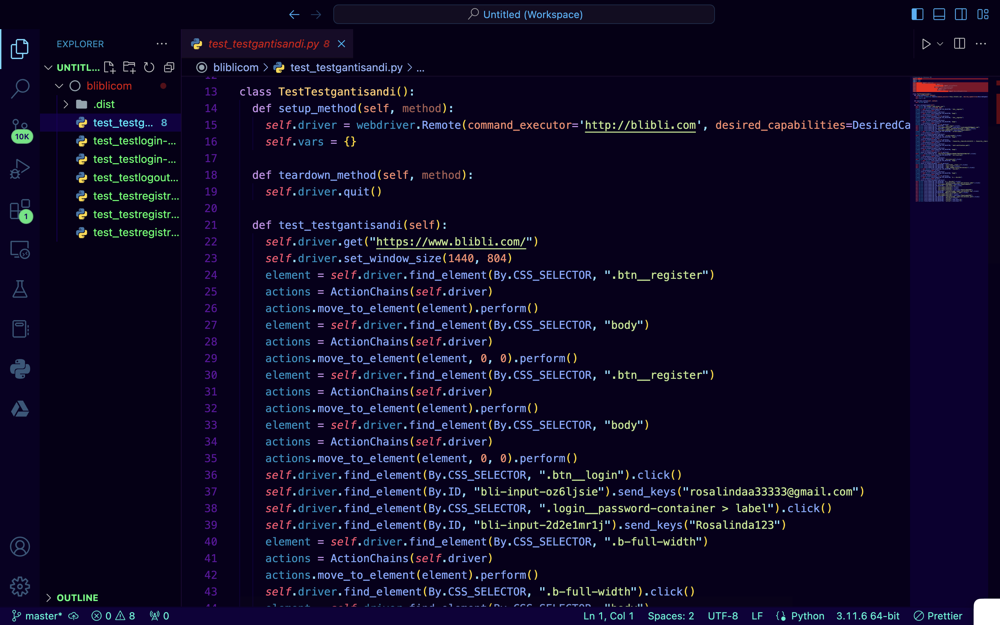 Untitled (Workspace)
EXPLORER
test_testgantisandi.py 8
UNTITL...
bliblicom > test_testgantisandi.py > ...
bliblicom
.dist
test_testg... 8
test_testlogin-...
test_testlogin-...
test_testlogout...
test_testregistr...
test_testregistr...
test_testregistr...
10K
1
12
13 class TestTestgantisandi():
14 def setup_method(self, method):
15 self.driver = webdriver.Remote(command_executor='http://blibli.com', desired_capabilities=DesiredCa
16 self.vars = {}
17
18 def teardown_method(self, method):
19 self.driver.quit()
20
21 def test_testgantisandi(self):
22 self.driver.get("https://www.blibli.com/")
23 self.driver.set_window_size(1440, 804)
24 element = self.driver.find_element(By.CSS_SELECTOR, ".btn__register")
25 actions = ActionChains(self.driver)
26 actions.move_to_element(element).perform()
27 element = self.driver.find_element(By.CSS_SELECTOR, "body")
28 actions = ActionChains(self.driver)
29 actions.move_to_element(element, 0, 0).perform()
30 element = self.driver.find_element(By.CSS_SELECTOR, ".btn__register")
31 actions = ActionChains(self.driver)
32 actions.move_to_element(element).perform()
33 element = self.driver.find_element(By.CSS_SELECTOR, "body")
34 actions = ActionChains(self.driver)
35 actions.move_to_element(element, 0, 0).perform()
36 self.driver.find_element(By.CSS_SELECTOR, ".btn__login").click()
37 self.driver.find_element(By.ID, "bli-input-oz6ljsie").send_keys("rosalindaa33333@gmail.com")
38 self.driver.find_element(By.CSS_SELECTOR, ".login__password-container > label").click()
39 self.driver.find_element(By.ID, "bli-input-2d2e1mr1j").send_keys("Rosalinda123")
40 element = self.driver.find_element(By.CSS_SELECTOR, ".b-full-width")
41 actions = ActionChains(self.driver)
42 actions.move_to_element(element).perform()
43 self.driver.find_element(By.CSS_SELECTOR, ".b-full-width").click()
44 element = self.driver.find_element(By.CSS_SELECTOR, "body")
OUTLINE
master* 0 8 0
Ln 1, Col 1 Spaces: 2 UTF-8 LF Python 3.11.6 64-bit Prettier